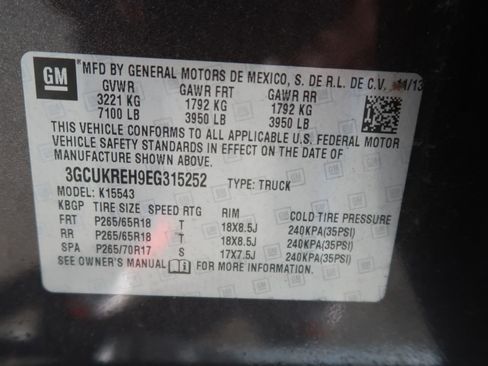 GM
MFD BY GENERAL MOTORS DE MEXICO, S. DE R.L. DE C.V. 11/13
GVWR GAWR FRT GAWR RR
3221 KG 1792 KG 1792 KG
7100 LB 3950 LB 3950 LB
THIS VEHICLE CONFORMS TO ALL APPLICABLE U.S. FEDERAL MOTOR
VEHICLE SAFETY STANDARDS IN EFFECT ON THE DATE OF
MANUFACTURE SHOWN ABOVE.
3GCUKREH9EG315252 TYPE: TRUCK
MODEL: K15543
KBGP TIRE SIZE SPEED RTG RIM COLD TIRE PRESSURE
FRT P265/65R18 T 18X8.5J 240KPA(35PSI)
RR P265/65R18 T 18X8.5J 240KPA(35PSI)
SPA P265/70R17 S 17X7.5J 240KPA(35PSI)
SEE OWNER'S MANUAL FOR MORE INFORMATION.